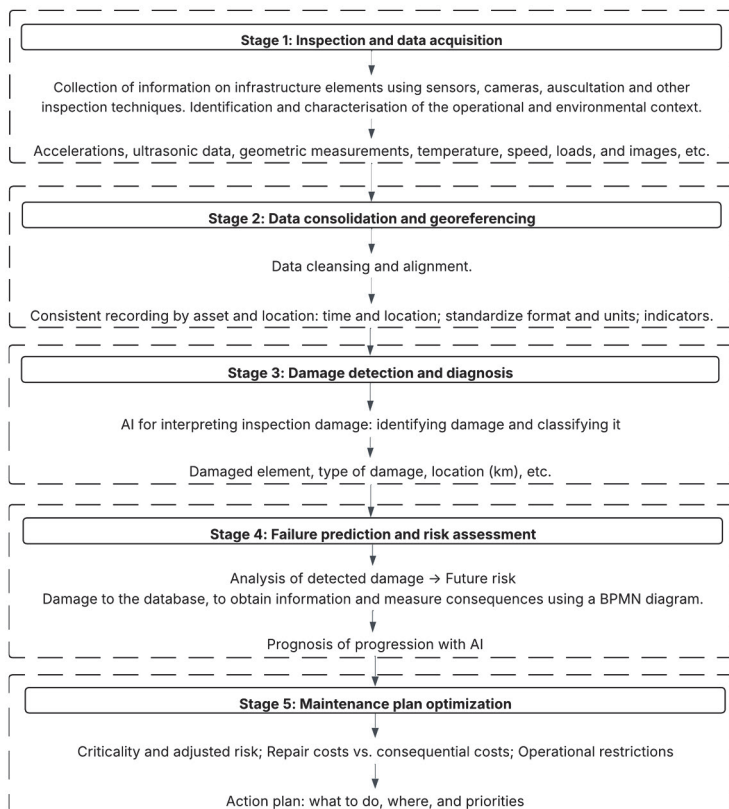 Stage 1: Inspection and data acquisition
Collection of information on infrastructure elements using sensors, cameras, auscultation and other
inspection techniques. Identification and characterisation of the operational and environmental context.
Accelerations, ultrasonic data, geometric measurements, temperature, speed, loads, and images, etc.
Stage 2: Data consolidation and georeferencing
Data cleansing and alignment.
Consistent recording by asset and location: time and location; standardize format and units; indicators.
Stage 3: Damage detection and diagnosis
AI for interpreting inspection damage: identifying damage and classifying it
Damaged element, type of damage, location (km), etc.
Stage 4: Failure prediction and risk assessment
Analysis of detected damage → Future risk
Damage to the database, to obtain information and measure consequences using a BPMN diagram.
Prognosis of progression with AI
Stage 5: Maintenance plan optimization
Criticality and adjusted risk; Repair costs vs. consequential costs; Operational restrictions
Action plan: what to do, where, and priorities